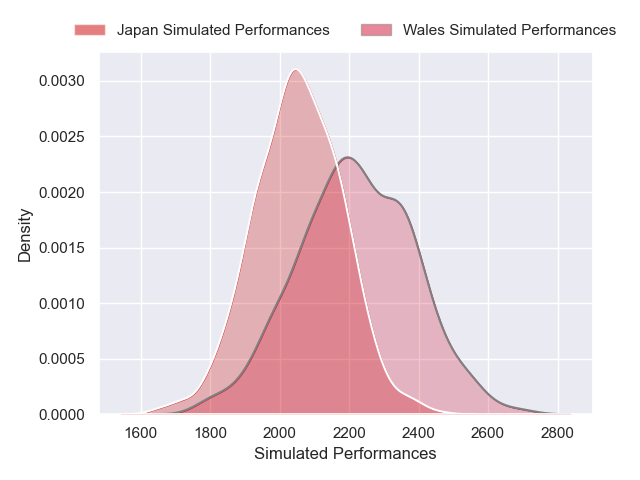 Japan Simulated Performances
Wales Simulated Performances
0.0030
0.0025
0.0020
0.0015
0.0010
0.0005
0.0000
Density
1600 1800 2000 2200 2400 2600 2800
Simulated Performances